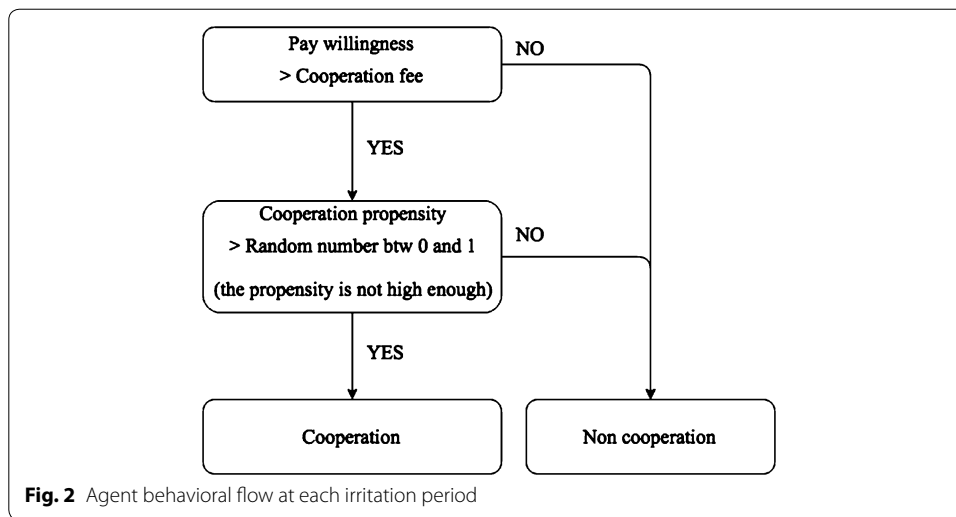 Pay willingness
> Cooperation fee
NO
YES
Cooperation propensity
> Random number btw 0 and 1
(the propensity is not high enough)
NO
YES
Cooperation
Non cooperation
Fig. 2 Agent behavioral flow at each irritation period